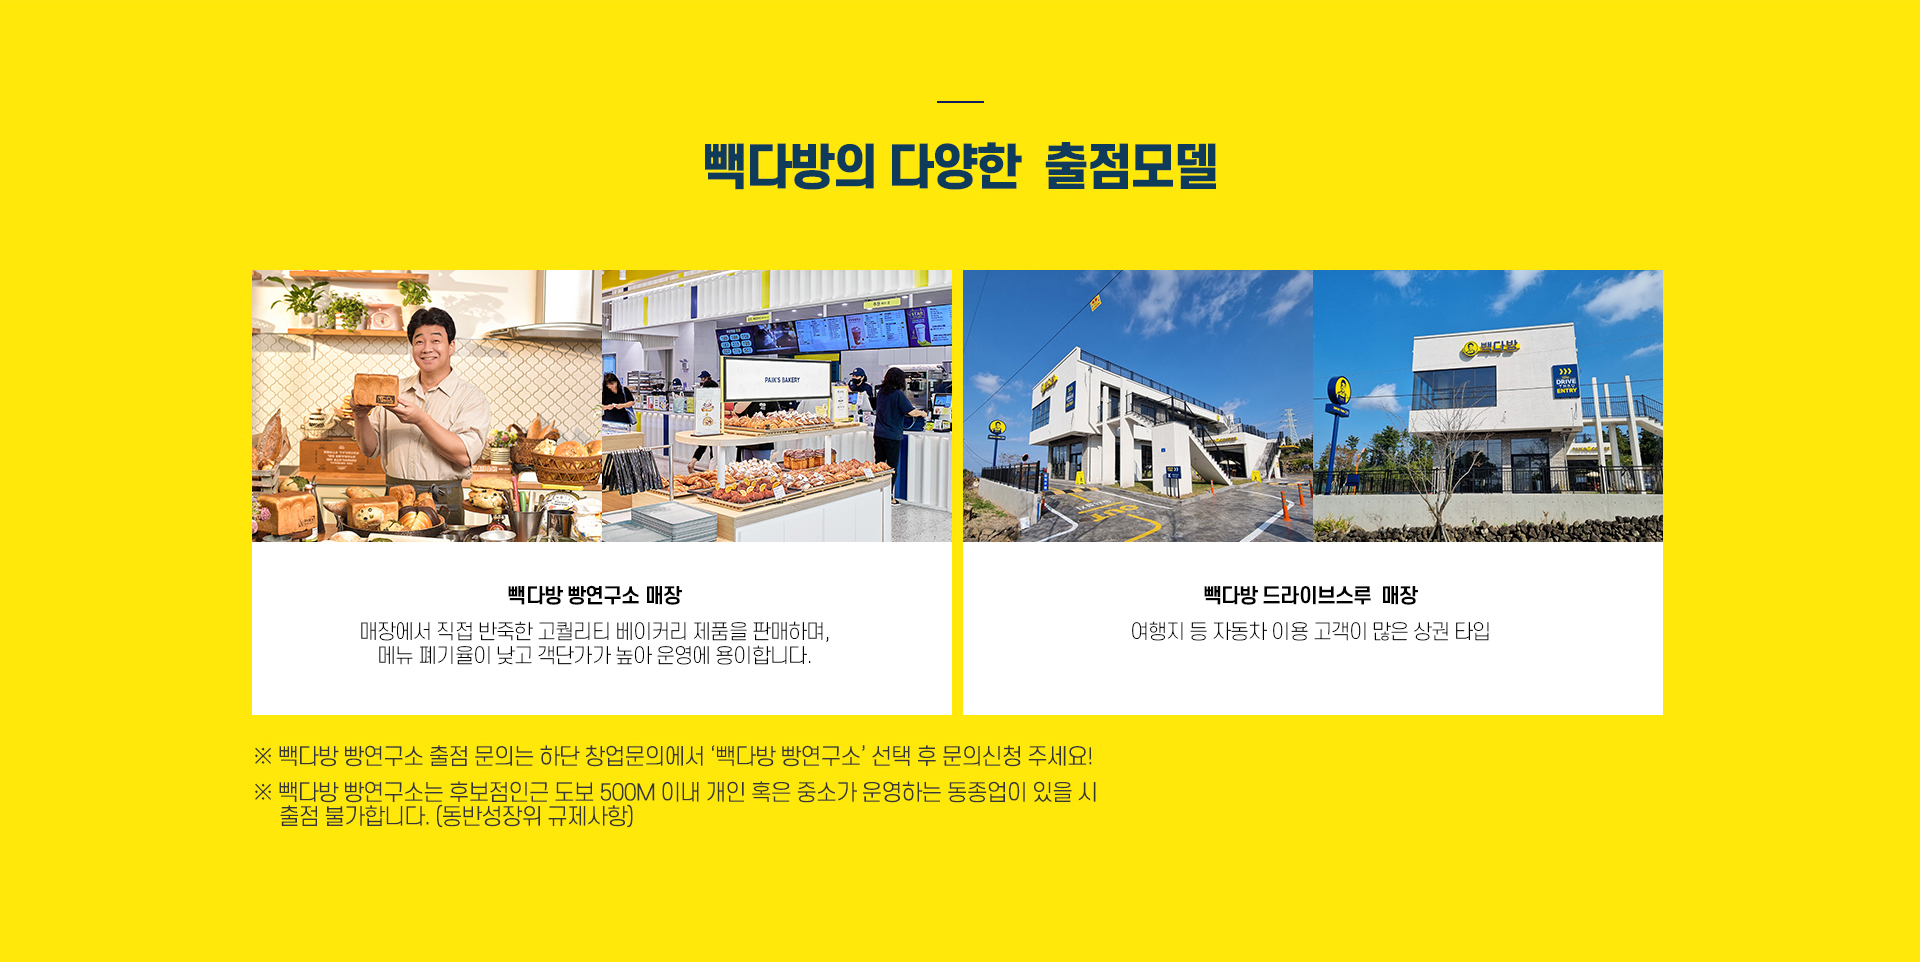 빽다방의 다양한 출점모델
PAIK'S BAKERY
빽다방
DRIVE
THRU
ENTRY
OUT
빽다방 빵연구소 매장
매장에서 직접 반죽한 고퀄리티 베이커리 제품을 판매하며,
메뉴 폐기율이 낮고 객단가가 높아 운영에 용이합니다.
빽다방 드라이브스루 매장
여행지 등 자동차 이용 고객이 많은 상권 타입
※ 빽다방 빵연구소 출점 문의는 하단 창업문의에서 ‘빽다방 빵연구소’ 선택 후 문의신청 주세요!
※ 빽다방 빵연구소는 후보점인근 도보 500M 이내 개인 혹은 중소가 운영하는 동종업이 있을 시
출점 불가합니다. (동반성장위 규제사항)